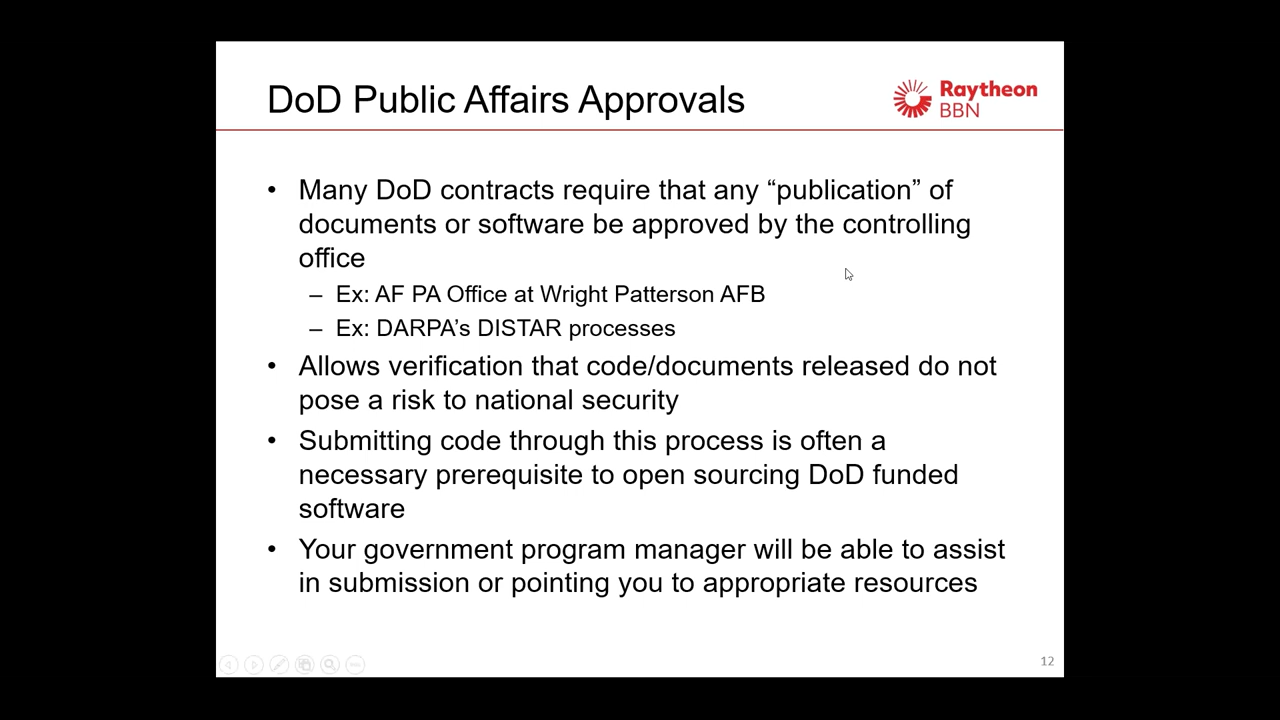 DoD Public Affairs Approvals
Raytheon
BBN
• Many DoD contracts require that any “publication” of
documents or software be approved by the controlling
office
– Ex: AF PA Office at Wright Patterson AFB
– Ex: DARPA’s DISTAR processes
• Allows verification that code/documents released do not
pose a risk to national security
• Submitting code through this process is often a
necessary prerequisite to open sourcing DoD funded
software
• Your government program manager will be able to assist
in submission or pointing you to appropriate resources
12